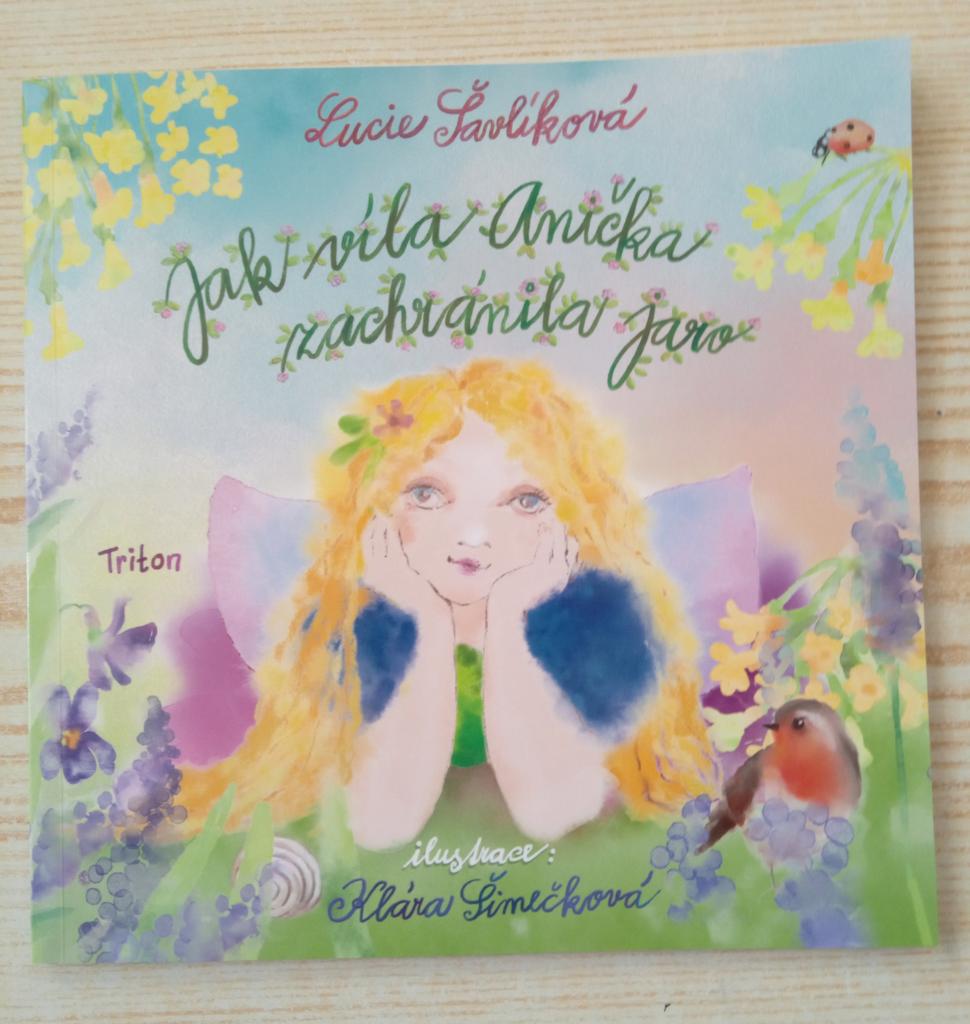 Lucie Šavlíková
Jak víla Anička
zachránila jaro
Triton
ilustrace:
Klára Šimečková